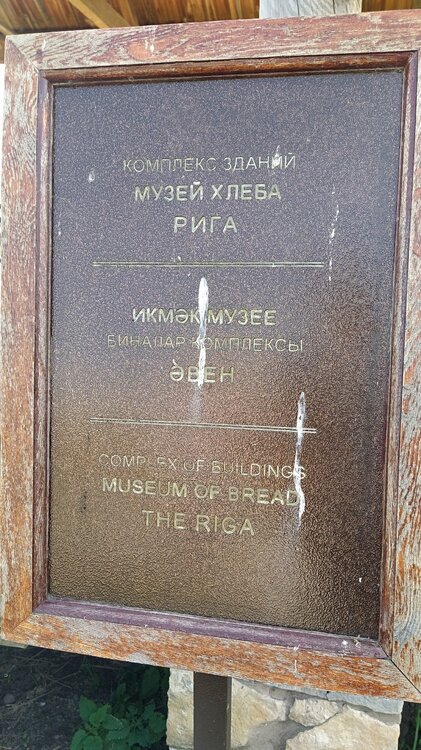 КОМПЛЕКС ЗДАНИЙ
МУЗЕЙ ХЛЕБА
РИГА
ИКМӘК МУЗЕЕ
БИНАЛАР КОМПЛЕКСЫ
ӘВЕН
COMPLEX OF BUILDINGS
MUSEUM OF BREAD
THE RIGA